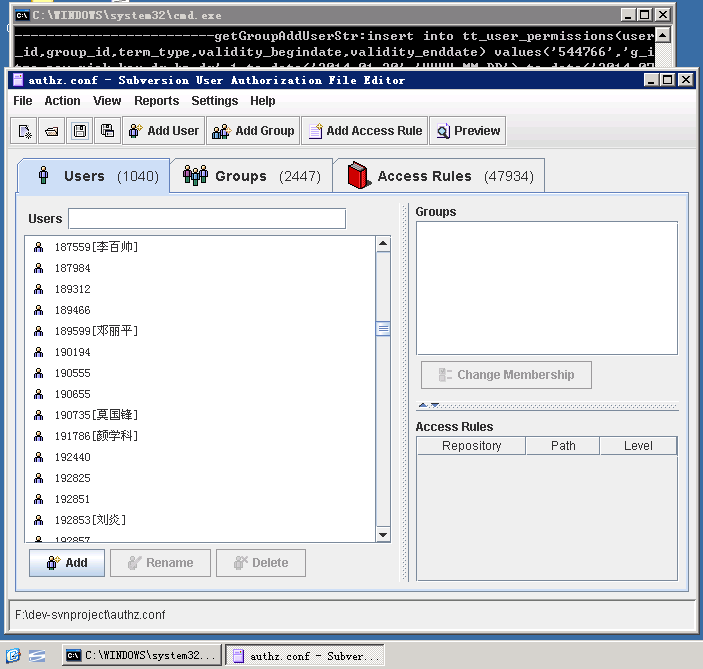 C:\WINDOWS\system32\cmd.exe
-------------------------getGroupAddUserStr:insert into tt_user_permissions(user
_id,group_id,term_type,validity_begindate,validity_enddate) values('544766','g_i
authz.conf - Subversion User Authorization File Editor
File Action View Reports Settings Help
Add User Add Group Add Access Rule Preview
Users (1040) Groups (2447) Access Rules (47934)
Users
Groups
187559[李百帅]
187984
189312
189466
189599[邓丽平]
190194
190555
190655
190735[莫国锋]
191786[颜学科]
192440
192825
192851
192853[刘炎]
192857
Change Membership
Access Rules
Repository Path Level
Add Rename Delete
F:\dev-svnproject\authz.conf
C:\WINDOWS\system32... authz.conf - Subver...